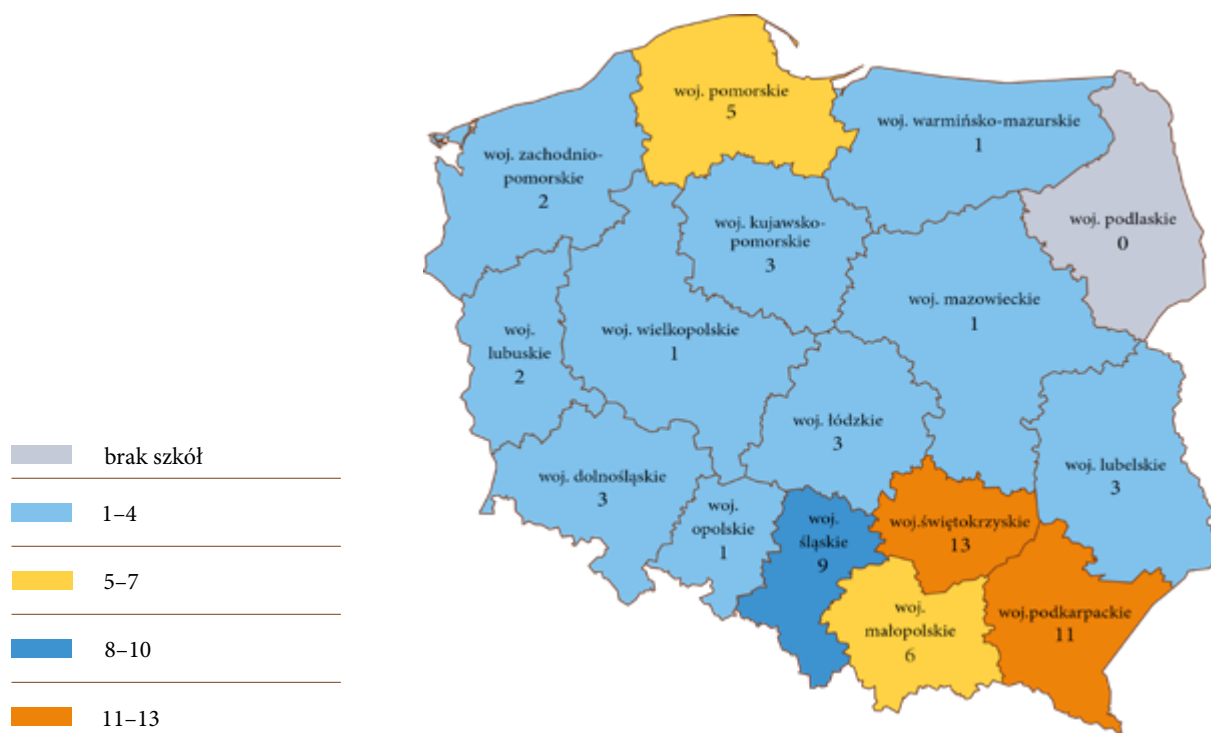 woj. pomorskie
5
woj. warmińsko-mazurskie
1
woj. zachodnio-
pomorskie
2
woj. podlaskie
0
woj. kujawsko-
pomorskie
3
woj. mazowieckie
1
woj.
lubuskie
2
woj. wielkopolskie
1
woj. łódzkie
3
woj. lubelskie
3
woj. dolnośląskie
3
woj.
opolskie
1
woj.
śląskie
9
woj.świętokrzyskie
13
woj.
małopolskie
6
woj.podkarpackie
11
brak szkół
1–4
5–7
8–10
11–13